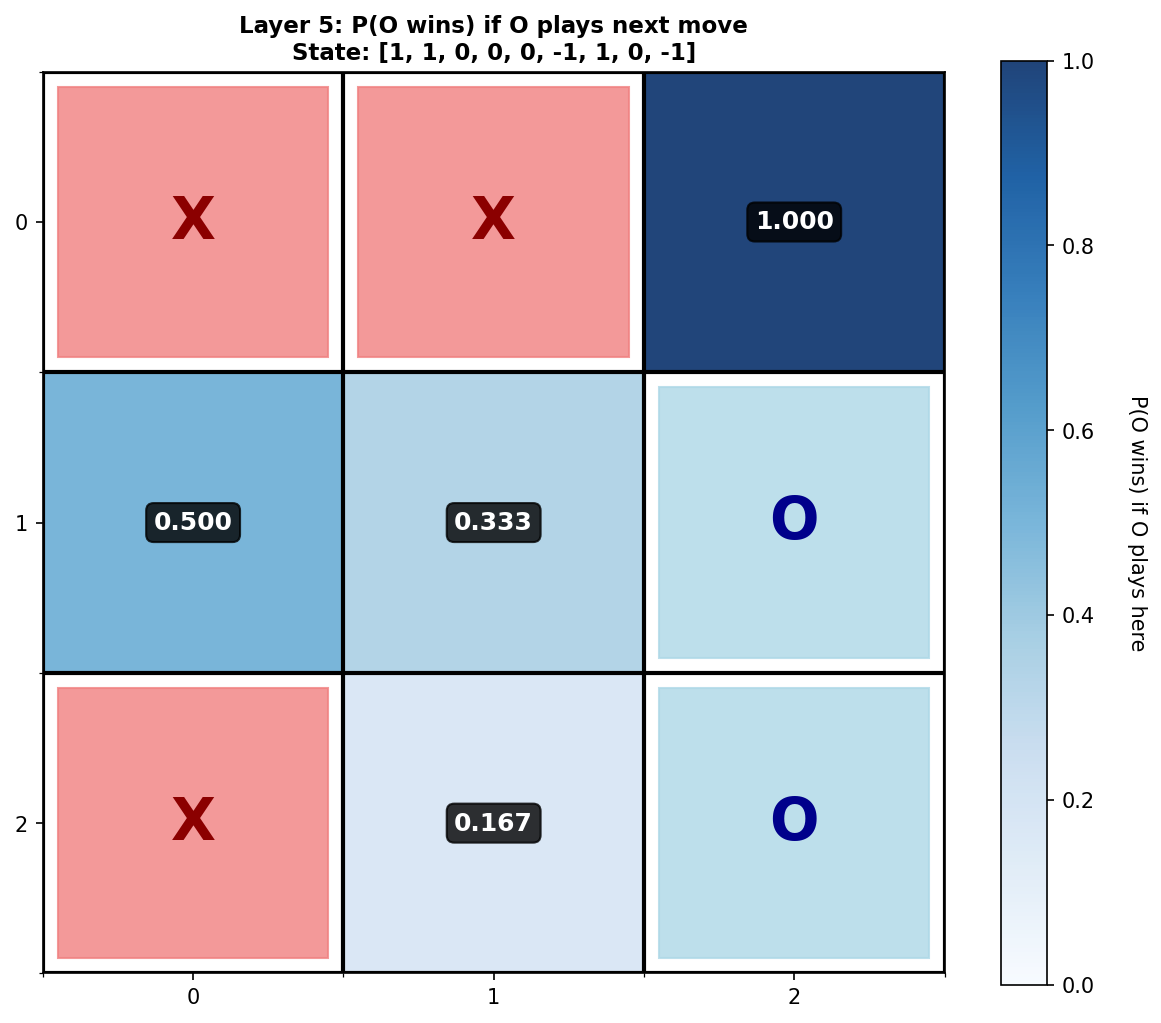 Layer 5: P(O wins) if O plays next move
State: [1, 1, 0, 0, 0, -1, 1, 0, -1]
X X 1.000
0.500 0.333 O
X 0.167 O
0
1
2
0 1 2
1.0
0.8
0.6
0.4
0.2
0.0
P(O wins) if O plays here